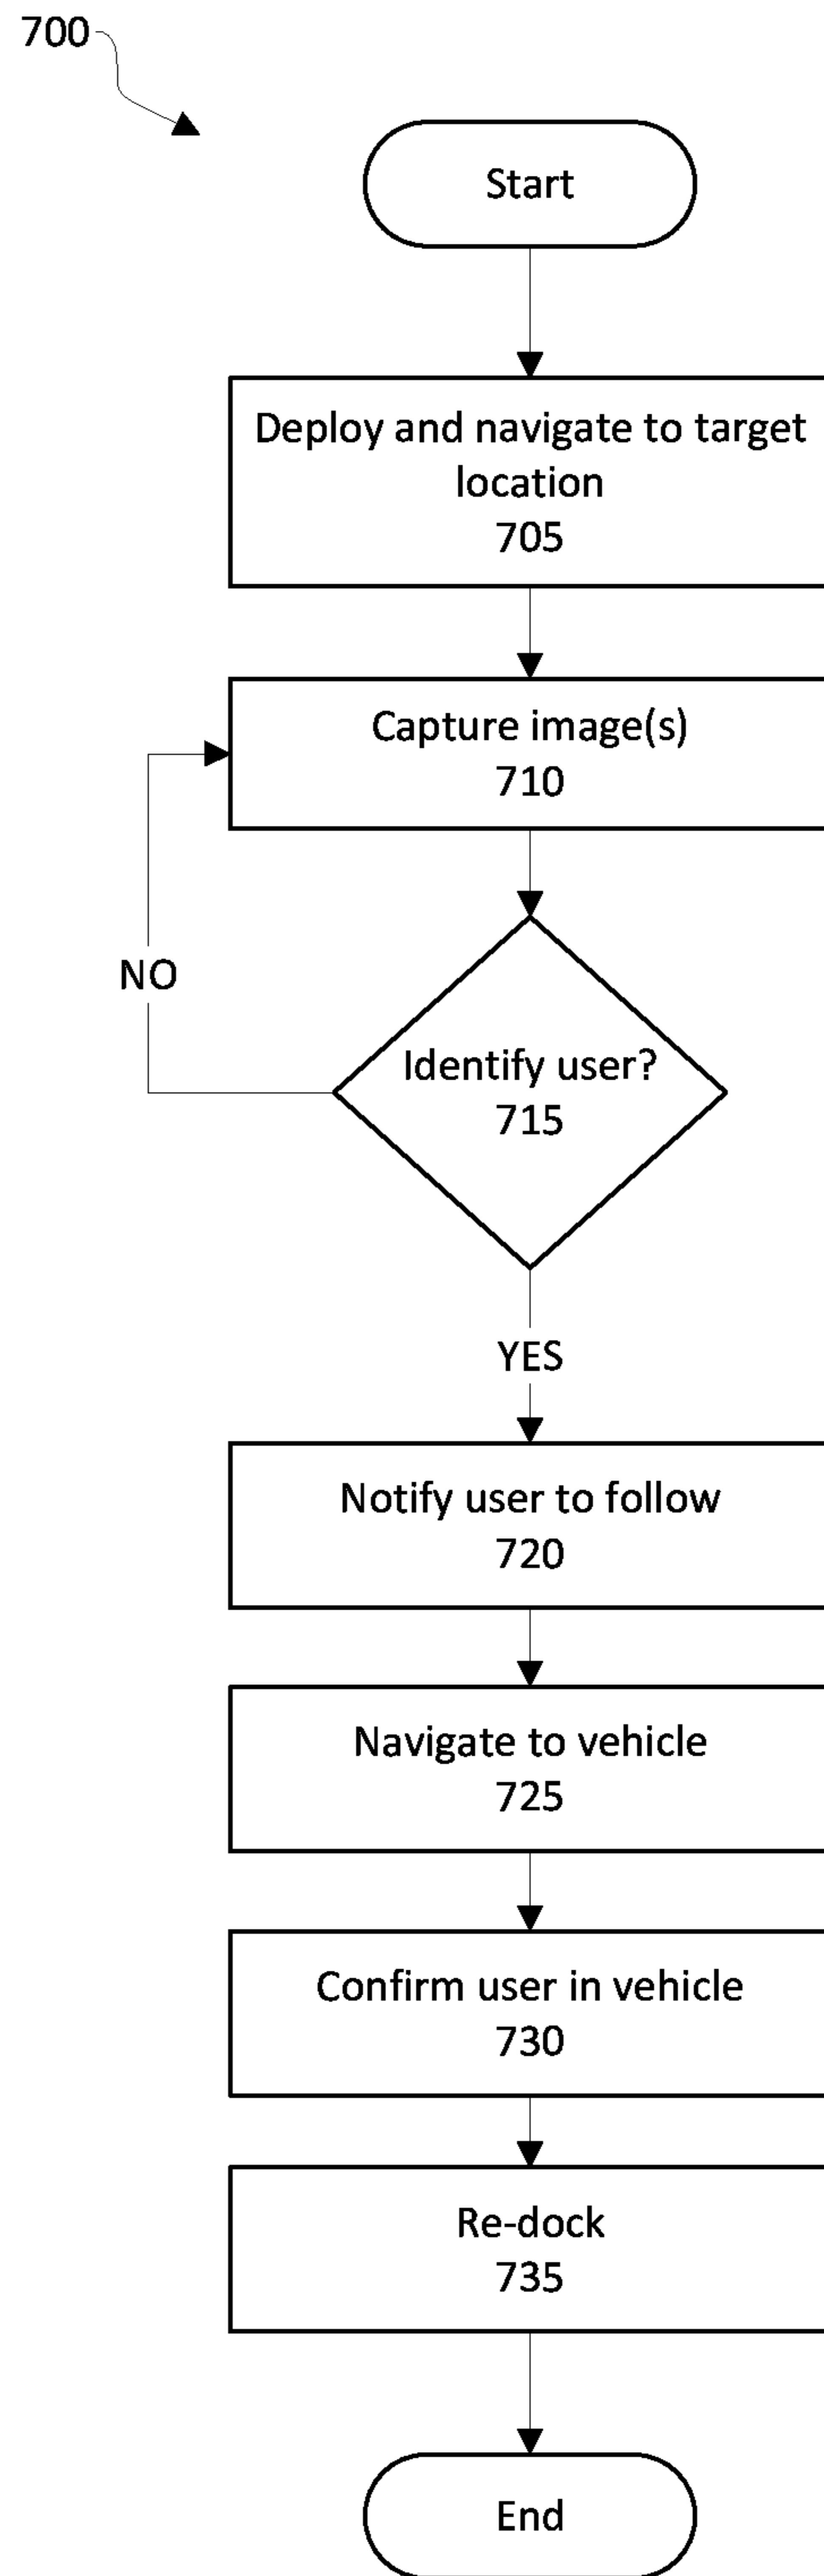 700
Start
Deploy and navigate to target
location
705
Capture image(s)
710
NO
Identify user?
715
YES
Notify user to follow
720
Navigate to vehicle
725
Confirm user in vehicle
730
Re-dock
735
End